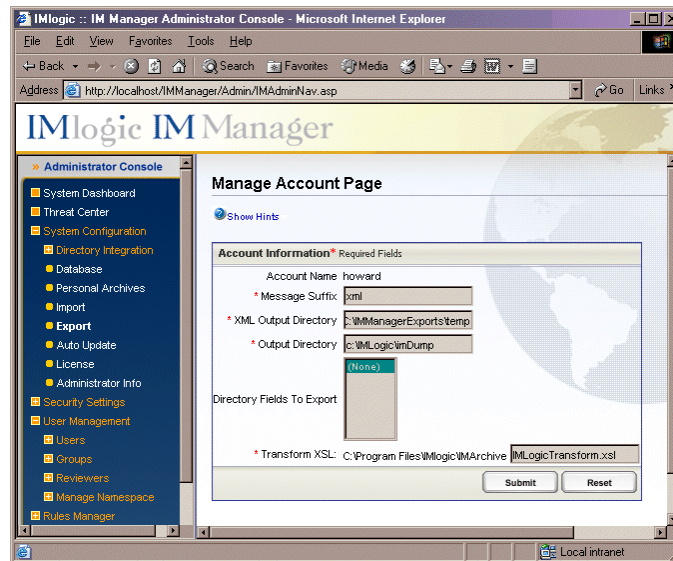 IMlogic :: IM Manager Administrator Console - Microsoft Internet Explorer
File Edit View Favorites Tools Help
Back Search Favorites Media
Address http://localhost/IMManager/Admin/IMAdminNav.asp Go Links
IMlogic IM Manager
» Administrator Console
System Dashboard
Threat Center
System Configuration
Directory Integration
Database
Personal Archives
Import
Export
Auto Update
License
Administrator Info
Security Settings
User Management
Users
Groups
Reviewers
Manage Namespace
Rules Manager
Manage Account Page
Show Hints
Account Information* Required Fields
Account Name howard
* Message Suffix xml
* XML Output Directory C:\IMManagerExports\temp
* Output Directory c:\IMLogic\imDump
(None)
Directory Fields To Export
* Transform XSL: C:\Program Files\IMlogic\IMArchive IMLogicTransform.xsl
Submit Reset
Local intranet